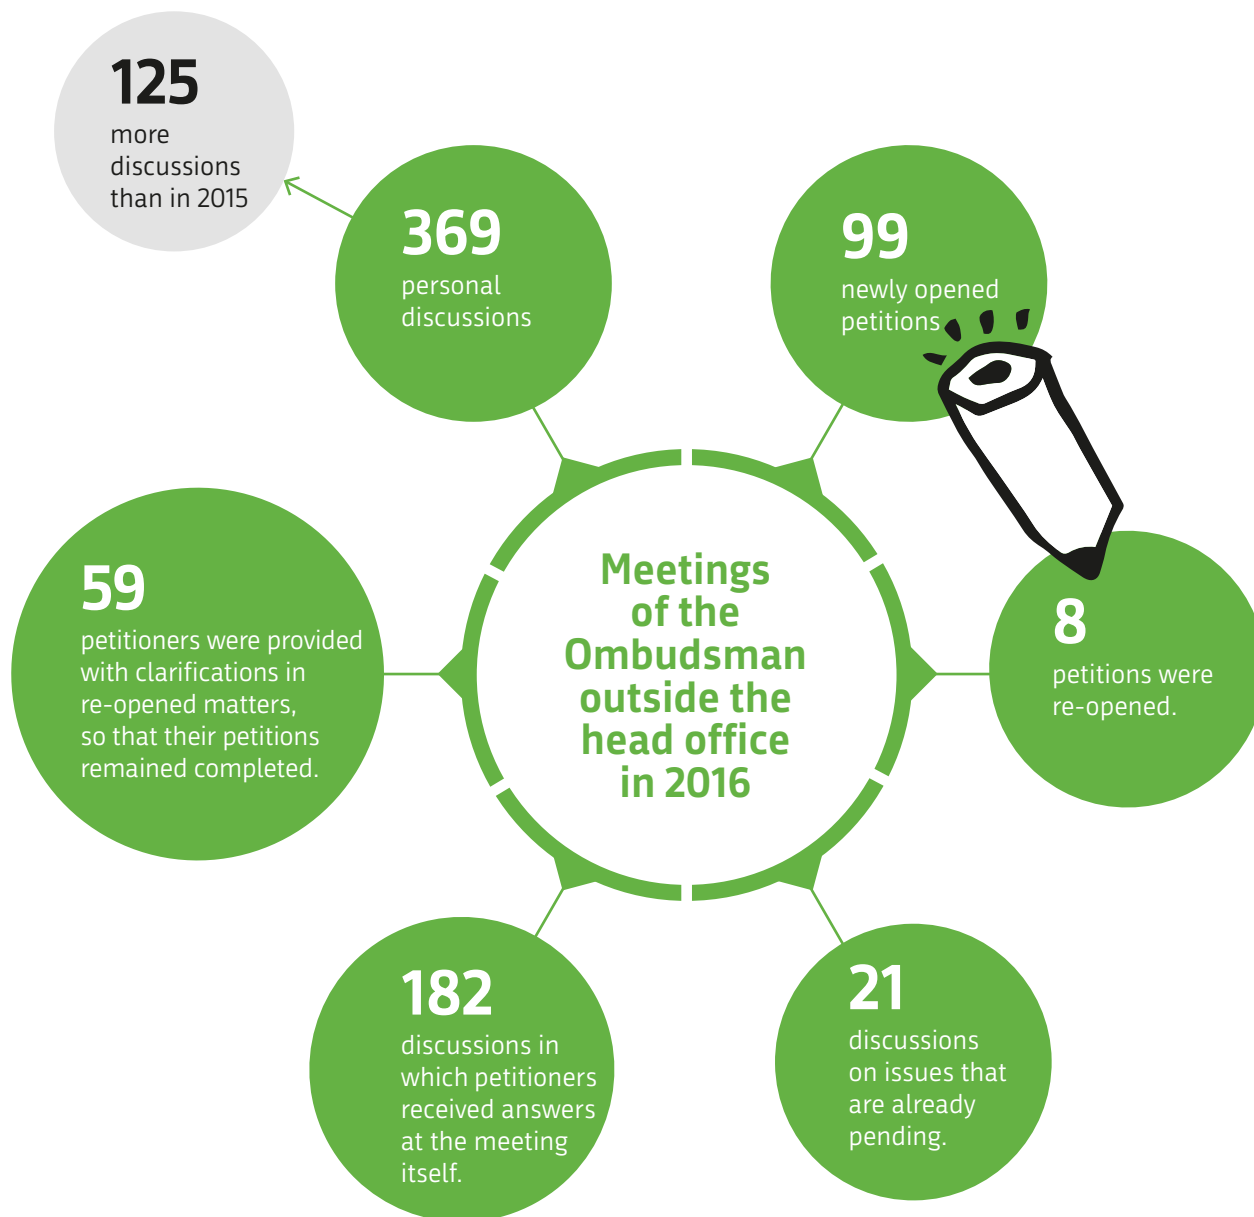 125
more
discussions
than in 2015
369
personal
discussions
99
newly opened
petitions
59
petitioners were provided
with clarifications in
re-opened matters,
so that their petitions
remained completed.
Meetings
of the
Ombudsman
outside the
head office
in 2016
8
petitions were
re-opened.
182
discussions in
which petitioners
received answers
at the meeting
itself.
21
discussions
on issues that
are already
pending.